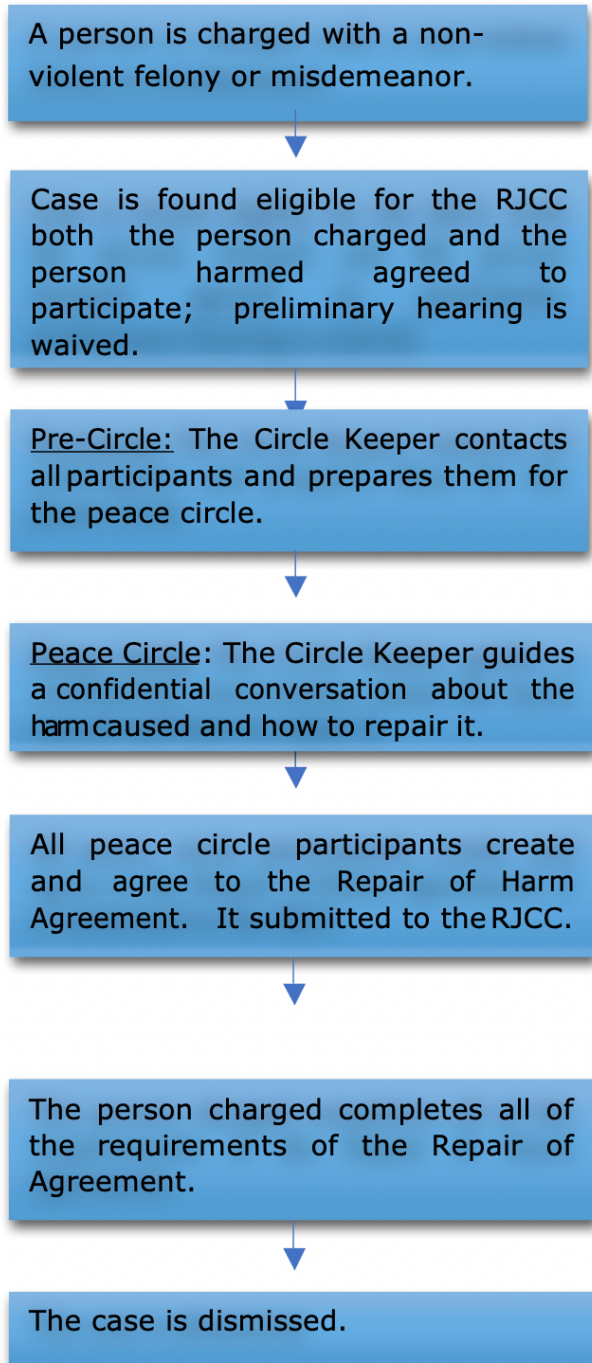 A person is charged with a non-
violent felony or misdemeanor.
Case is found eligible for the RJCC
both the person charged and the
person harmed agreed to
participate; preliminary hearing is
waived.
Pre-Circle: The Circle Keeper contacts
all participants and prepares them for
the peace circle.
Peace Circle: The Circle Keeper guides
a confidential conversation about the
harm caused and how to repair it.
All peace circle participants create
and agree to the Repair of Harm
Agreement. It submitted to the RJCC.
The person charged completes all of
the requirements of the Repair of
Agreement.
The case is dismissed.